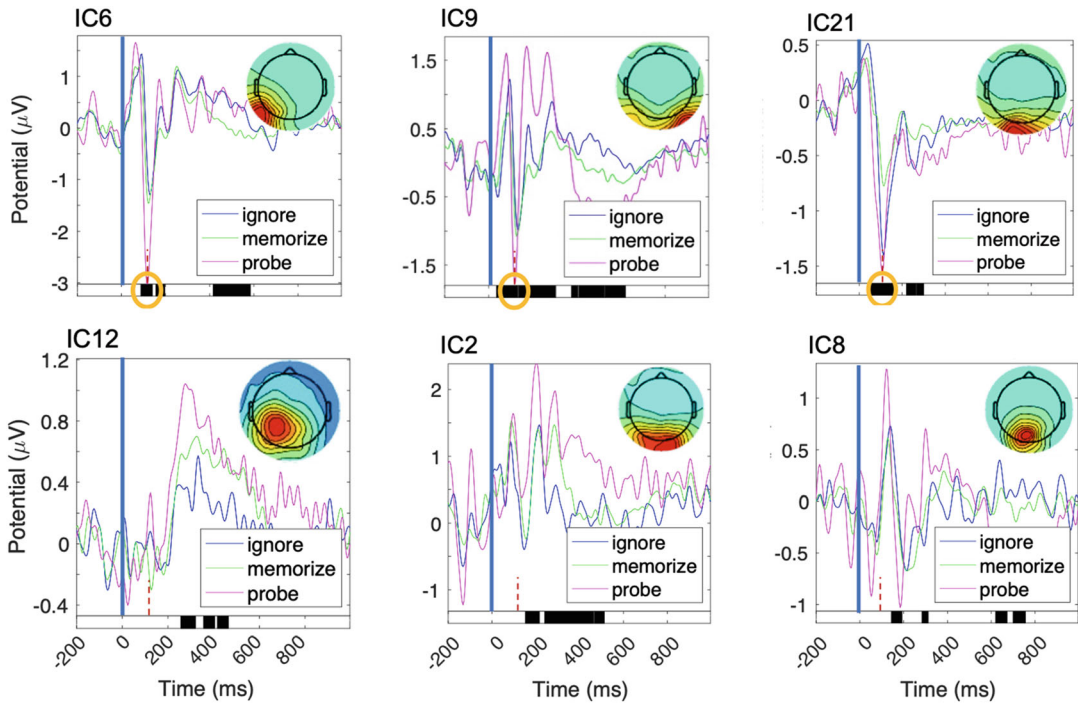 IC6
IC9
IC21
Potential (μV)
1
0
-1
-2
-3
ignore
memorize
probe
1.5
0.5
-0.5
-1.5
ignore
memorize
probe
0.5
0
-0.5
-1
-1.5
ignore
memorize
probe
IC12
IC2
IC8
Potential (μV)
1.2
0.8
0.4
0
-0.4
ignore
memorize
probe
2
1
0
-1
ignore
memorize
probe
1
0.5
0
-0.5
-1
ignore
memorize
probe
-200 0 200 400 600 800
-200 0 200 400 600 800
-200 0 200 400 600 800
Time (ms)
Time (ms)
Time (ms)